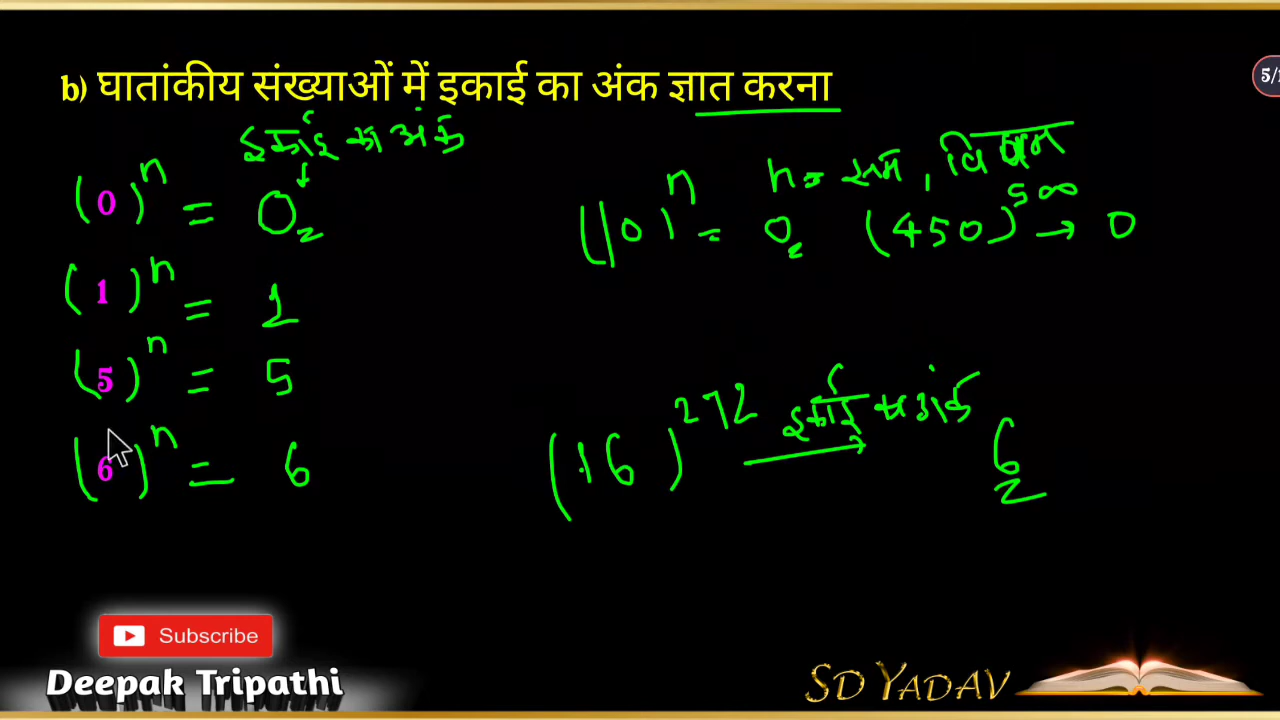 b) घातांकीय संख्याओं में इकाई का अंक ज्ञात करना
5/1
इकाई का अंक
(0)ⁿ = 0
n = सम, विषम
(10)ⁿ = 0
(450)⁵⁰⁰ → 0
(1)ⁿ = 1
(5)ⁿ = 5
(6)ⁿ = 6
(16)²⁷² इकाई का अंक → 6
Subscribe
Deepak Tripathi
SD YADAV